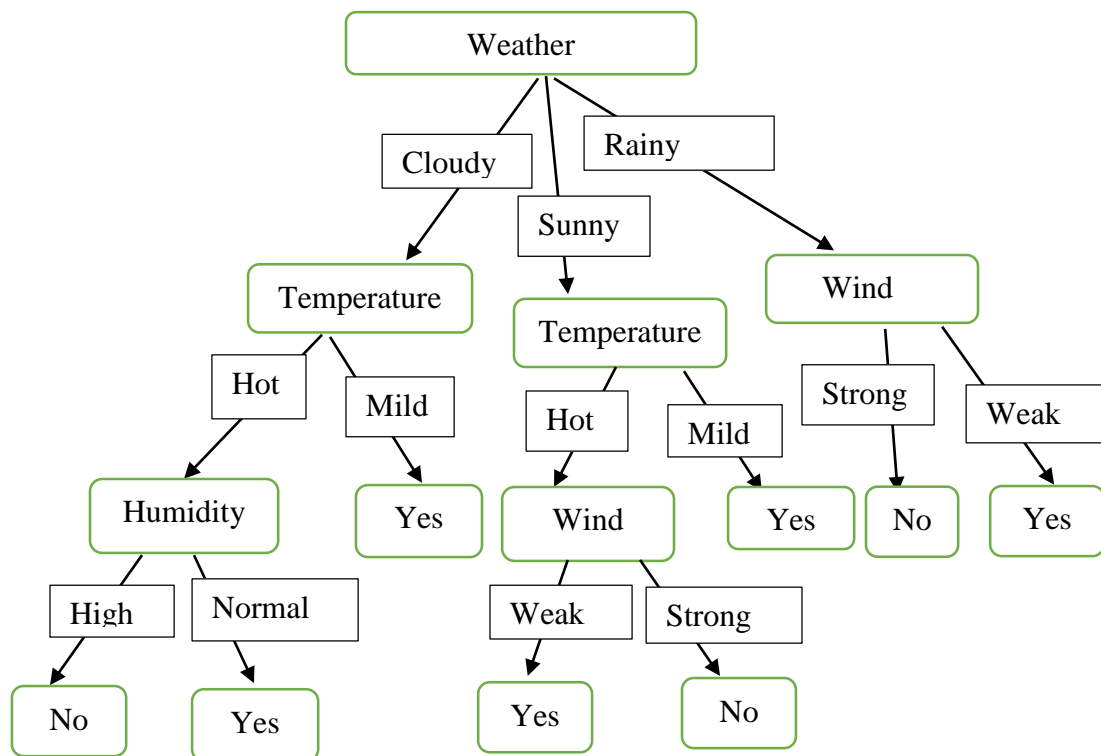 Weather
Cloudy
Rainy
Sunny
Temperature
Wind
Temperature
Hot
Mild
Hot
Mild
Strong
Weak
Humidity
Yes
Wind
Yes
No
Yes
High
Normal
Weak
Strong
No
Yes
Yes
No